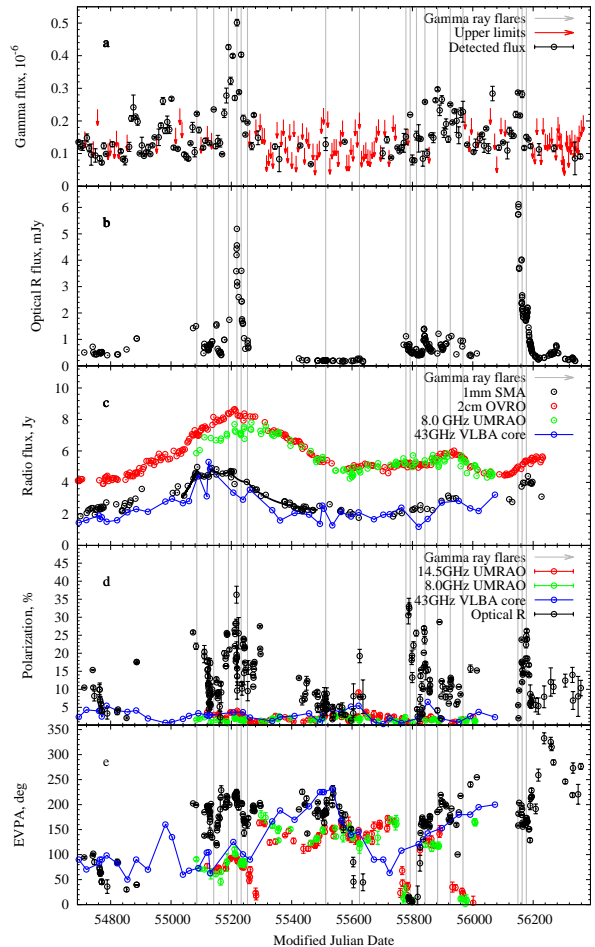 Gamma ray flares
Upper limits
Detected flux
a
Gamma flux, 10^-6
0.5
0.4
0.3
0.2
0.1
0
b
Optical R flux, mJy
6
5
4
3
2
1
0
Gamma ray flares
1mm SMA
2cm OVRO
8.0 GHz UMRAO
43GHz VLBA core
c
Radio flux, Jy
10
8
6
4
2
0
Gamma ray flares
14.5GHz UMRAO
8.0GHz UMRAO
43GHz VLBA core
Optical R
d
Polarization, %
45
40
35
30
25
20
15
10
5
0
e
EVPA, deg
350
300
250
200
150
100
50
0
54800 55000 55200 55400 55600 55800 56000 56200
Modified Julian Date